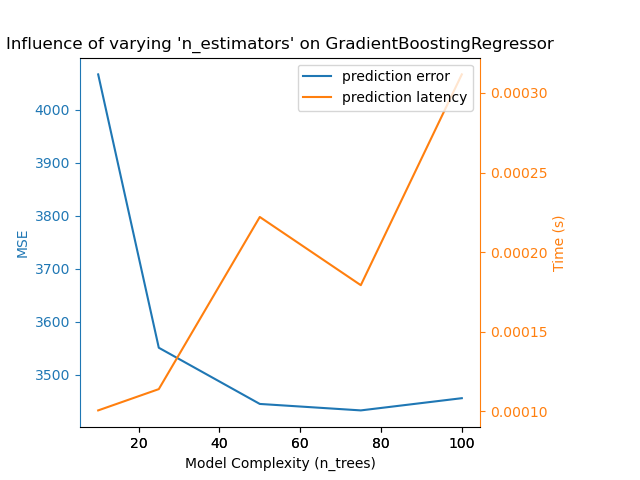 Influence of varying 'n_estimators' on GradientBoostingRegressor
prediction error
prediction latency
4000
3900
3800
3700
3600
3500
MSE
0.00030
0.00025
0.00020
0.00015
0.00010
Time (s)
20 40 60 80 100
Model Complexity (n_trees)